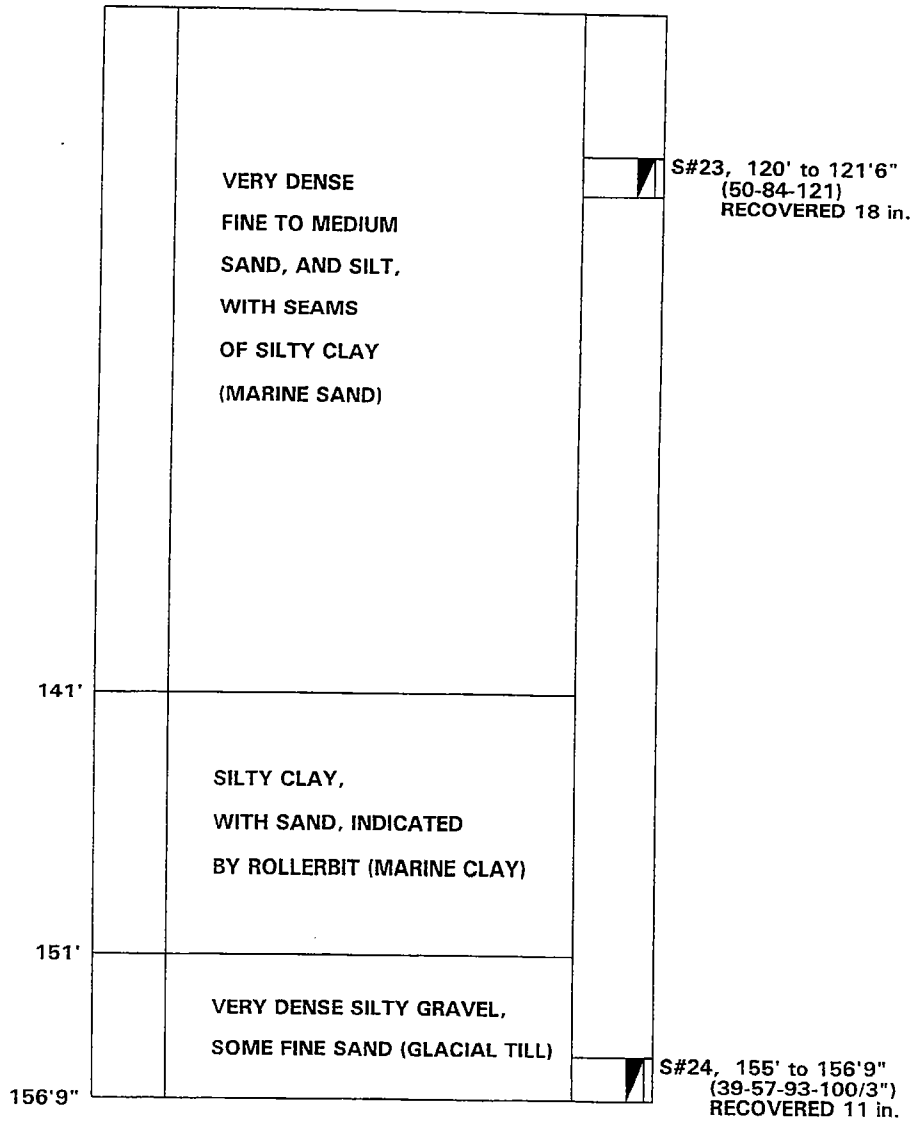 S#23, 120' to 121'6"
(50-84-121)
RECOVERED 18 in.
VERY DENSE
FINE TO MEDIUM
SAND, AND SILT,
WITH SEAMS
OF SILTY CLAY
(MARINE SAND)
141'
SILTY CLAY,
WITH SAND, INDICATED
BY ROLLERBIT (MARINE CLAY)
151'
VERY DENSE SILTY GRAVEL,
SOME FINE SAND (GLACIAL TILL)
S#24, 155' to 156'9"
(39-57-93-100/3")
RECOVERED 11 in.
156'9"